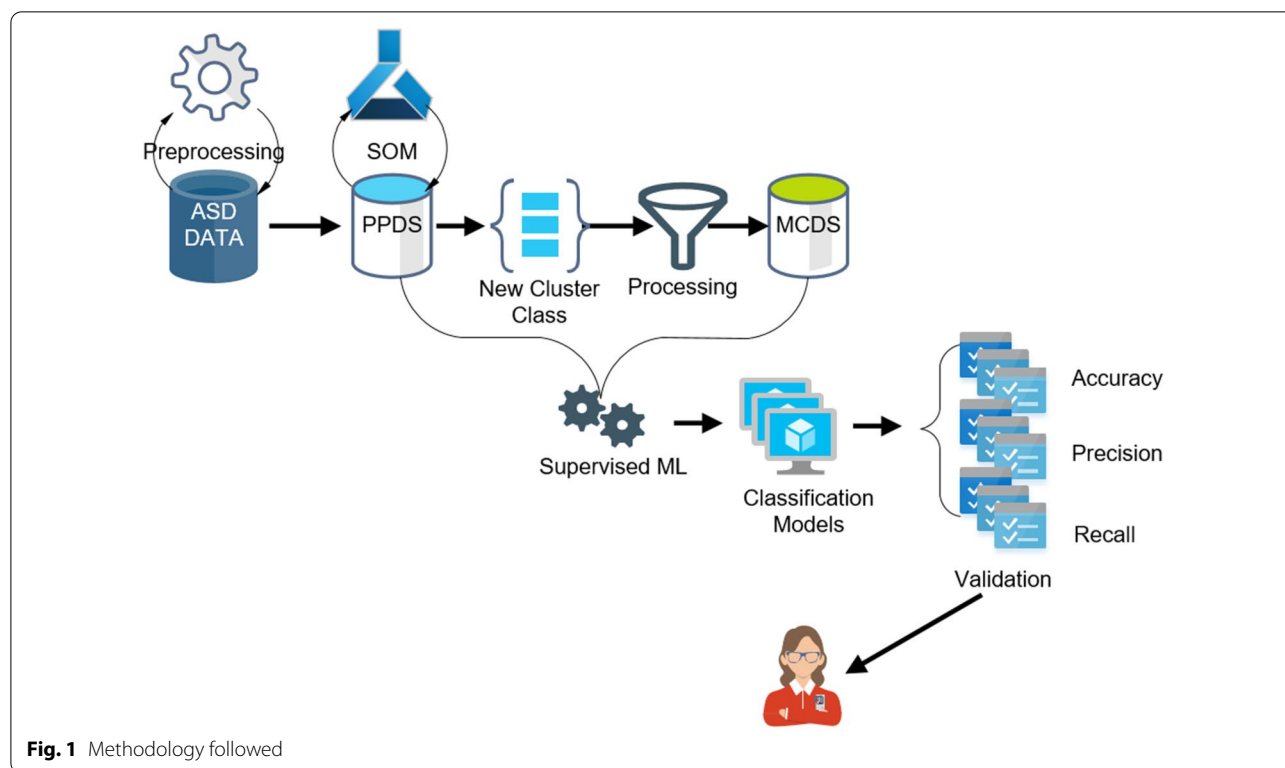 Preprocessing
SOM
ASD
DATA
PPDS
New Cluster
Class
Processing
MCDS
Supervised ML
Classification
Models
Accuracy
Precision
Recall
Validation
Fig. 1 Methodology followed